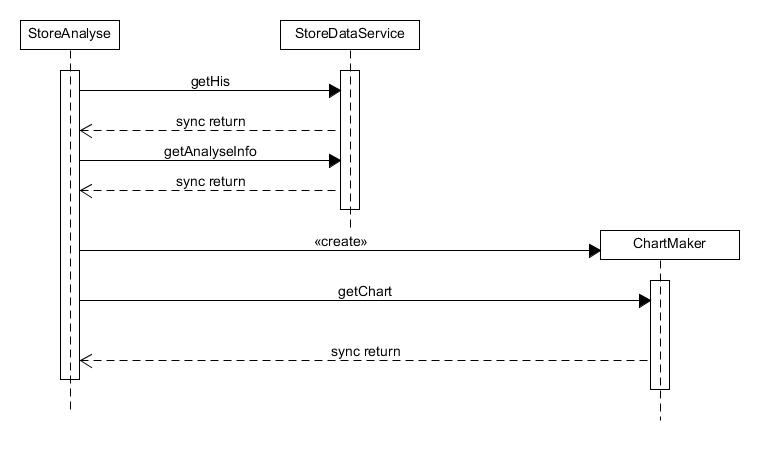 StoreAnalyse
StoreDataService
getHis
sync return
getAnalyseInfo
sync return
«create»
ChartMaker
getChart
sync return